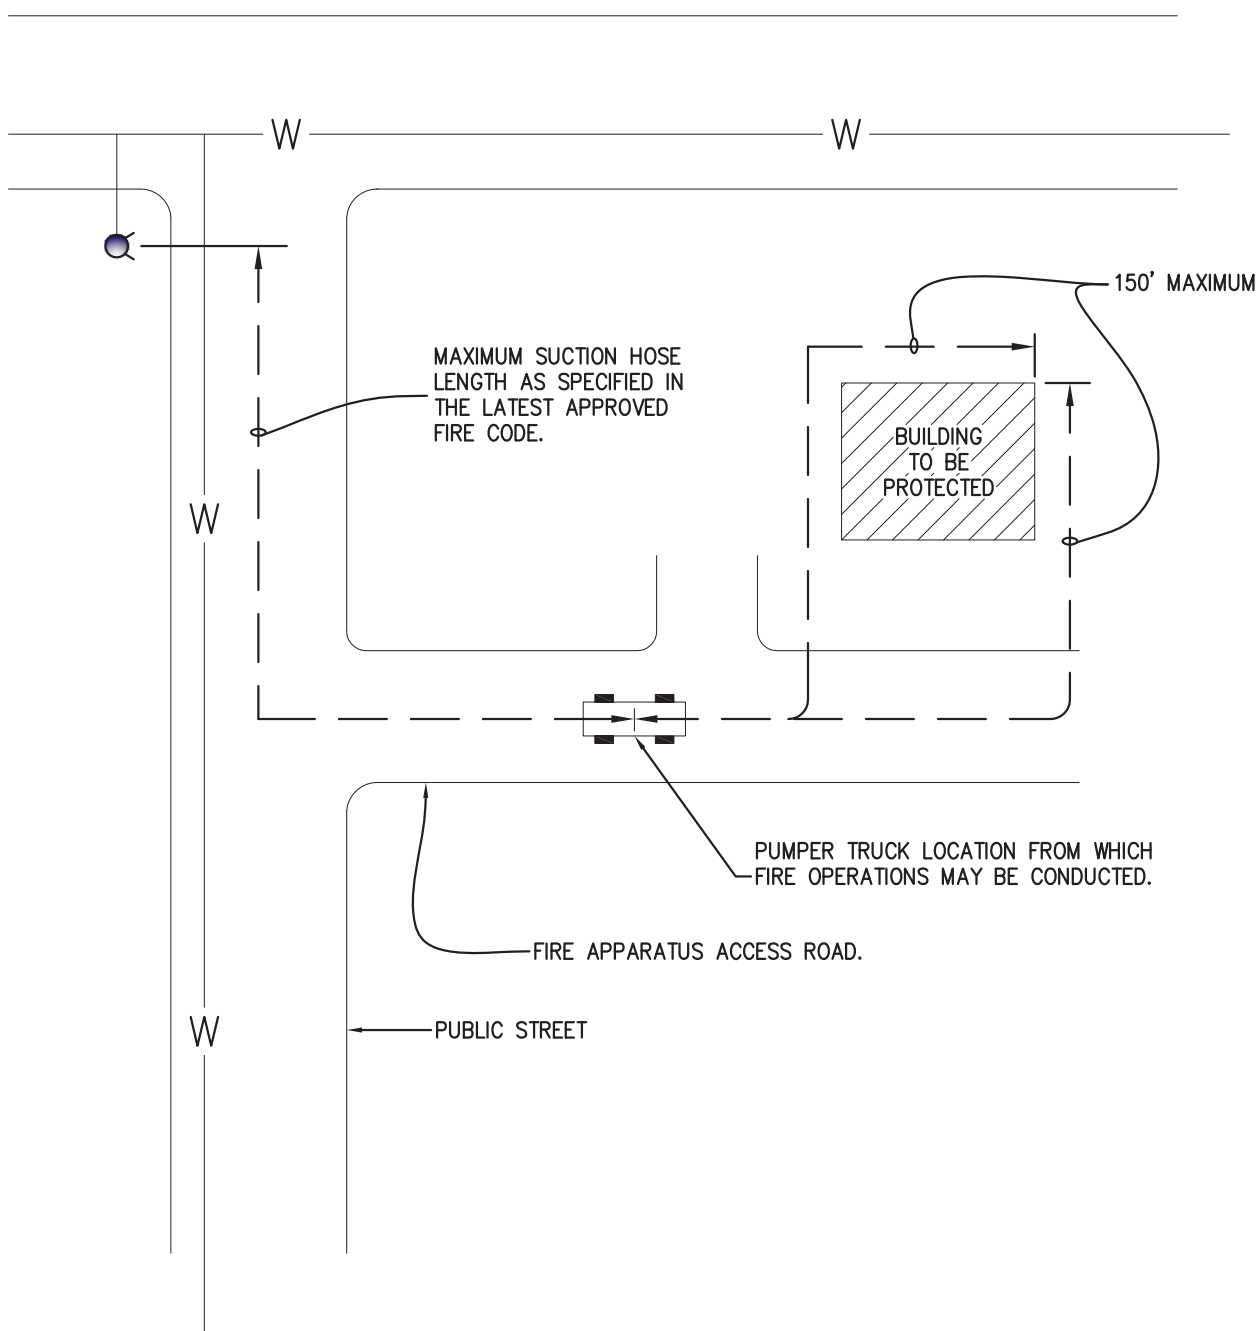 W
W
150' MAXIMUM
MAXIMUM SUCTION HOSE
LENGTH AS SPECIFIED IN
THE LATEST APPROVED
FIRE CODE.
BUILDING
TO BE
PROTECTED
W
PUMPER TRUCK LOCATION FROM WHICH
FIRE OPERATIONS MAY BE CONDUCTED.
FIRE APPARATUS ACCESS ROAD.
W
PUBLIC STREET